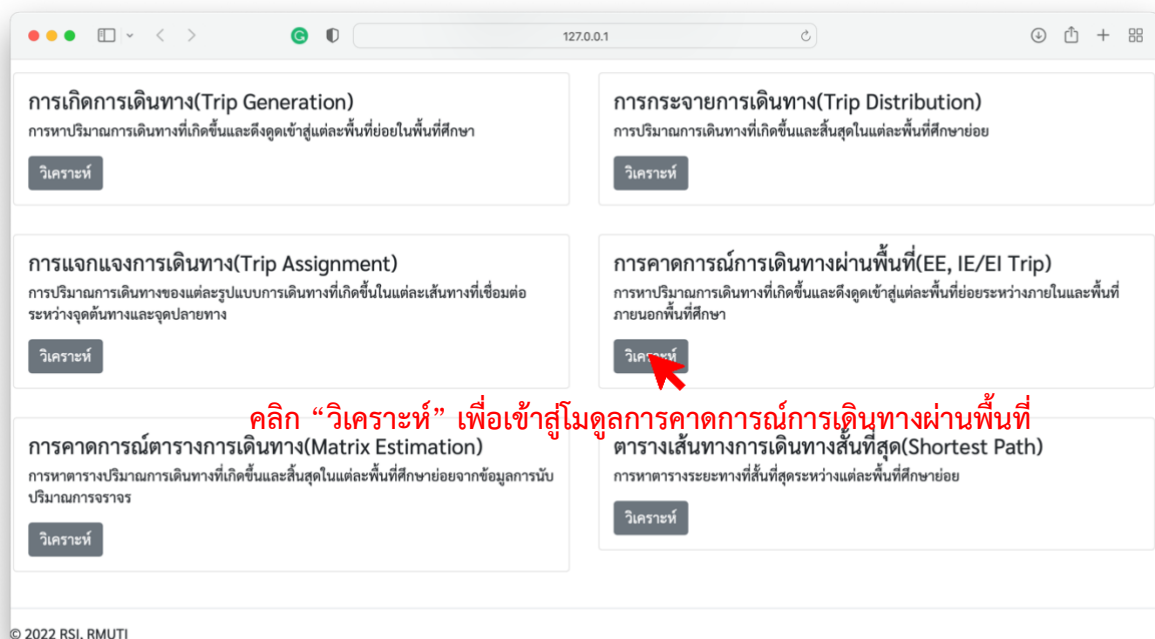 127.0.0.1
การเกิดการเดินทาง(Trip Generation)
การหาปริมาณการเดินทางที่เกิดขึ้นและดึงดูดเข้าสู่แต่ละพื้นที่ย่อยในพื้นที่ศึกษา
วิเคราะห์
การกระจายการเดินทาง(Trip Distribution)
การปริมาณการเดินทางที่เกิดขึ้นและสิ้นสุดในแต่ละพื้นที่ศึกษาย่อย
วิเคราะห์
การแจกแจงการเดินทาง(Trip Assignment)
การปริมาณการเดินทางของแต่ละรูปแบบการเดินทางที่เกิดขึ้นในแต่ละเส้นทางที่เชื่อมต่อ
ระหว่างจุดต้นทางและจุดปลายทาง
วิเคราะห์
การคาดการณ์การเดินทางผ่านพื้นที่(EE, IE/EI Trip)
การหาปริมาณการเดินทางที่เกิดขึ้นและดึงดูดเข้าสู่แต่ละพื้นที่ย่อยระหว่างภายในและพื้นที่
ภายนอกพื้นที่ศึกษา
วิเคราะห์
คลิก “วิเคราะห์” เพื่อเข้าสู่โมดูลการคาดการณ์การเดินทางผ่านพื้นที่
การคาดการณ์ตารางการเดินทาง(Matrix Estimation)
การหาตารางปริมาณการเดินทางที่เกิดขึ้นและสิ้นสุดในแต่ละพื้นที่ศึกษาย่อยจากข้อมูลการนับ
ปริมาณการจราจร
วิเคราะห์
ตารางเส้นทางการเดินทางสั้นที่สุด(Shortest Path)
การหาตารางระยะทางที่สั้นที่สุดระหว่างแต่ละพื้นที่ศึกษาย่อย
วิเคราะห์
© 2022 RSI, RMUTI